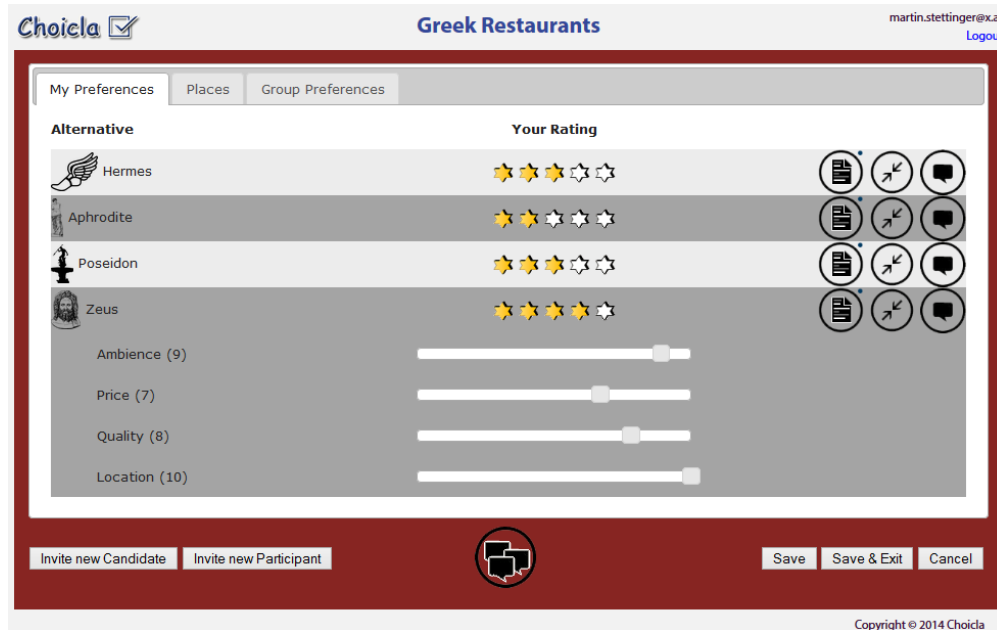 Choicla
Greek Restaurants
martin.stettinger@x.a
Logou
My Preferences
Places
Group Preferences
Alternative
Your Rating
Hermes
Aphrodite
Poseidon
Zeus
Ambience (9)
Price (7)
Quality (8)
Location (10)
Invite new Candidate
Invite new Participant
Save
Save & Exit
Cancel
Copyright © 2014 Choicla